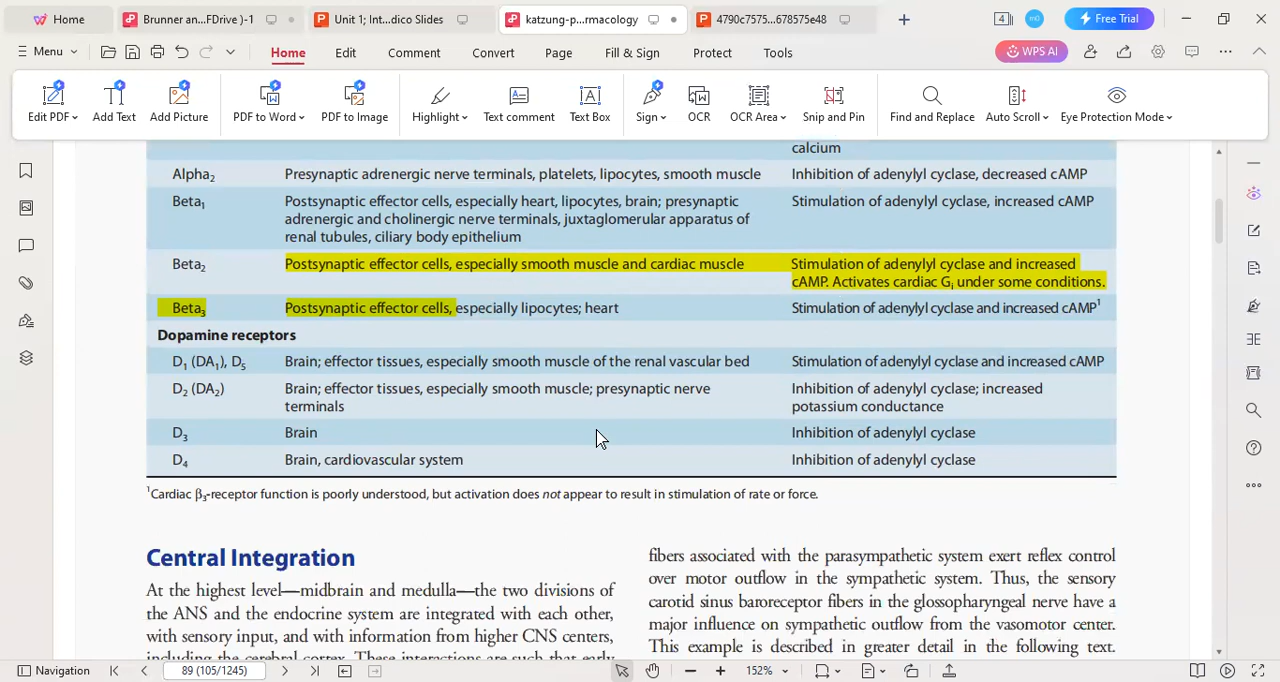 Home
Brunner an...FDrive )-1
Unit 1; Int...dico Slides
katzung-p...rmacology
4790c7575...678575e48
4
Free Trial
Menu
Home
Edit
Comment
Convert
Page
Fill & Sign
Protect
Tools
WPS AI
Edit PDF
Add Text
Add Picture
PDF to Word
PDF to Image
Highlight
Text comment
Text Box
Sign
OCR
OCR Area
Snip and Pin
Find and Replace
Auto Scroll
Eye Protection Mode
calcium
Alpha₂ Presynaptic adrenergic nerve terminals, platelets, lipocytes, smooth muscle Inhibition of adenylyl cyclase, decreased cAMP
Beta₁ Postsynaptic effector cells, especially heart, lipocytes, brain; presynaptic Stimulation of adenylyl cyclase, increased cAMP
adrenergic and cholinergic nerve terminals, juxtaglomerular apparatus of
renal tubules, ciliary body epithelium
Beta₂ Postsynaptic effector cells, especially smooth muscle and cardiac muscle Stimulation of adenylyl cyclase and increased
cAMP. Activates cardiac Gᵢ under some conditions.
Beta₃ Postsynaptic effector cells, especially lipocytes; heart Stimulation of adenylyl cyclase and increased cAMP¹
Dopamine receptors
D₁ (DA₁), D₅ Brain; effector tissues, especially smooth muscle of the renal vascular bed Stimulation of adenylyl cyclase and increased cAMP
D₂ (DA₂) Brain; effector tissues, especially smooth muscle; presynaptic nerve Inhibition of adenylyl cyclase; increased
terminals potassium conductance
D₃ Brain Inhibition of adenylyl cyclase
D₄ Brain, cardiovascular system Inhibition of adenylyl cyclase
¹Cardiac β₃-receptor function is poorly understood, but activation does not appear to result in stimulation of rate or force.
Central Integration
At the highest level—midbrain and medulla—the two divisions of
the ANS and the endocrine system are integrated with each other,
with sensory input, and with information from higher CNS centers,
including the cerebral cortex. These interactions are such that early
fibers associated with the parasympathetic system exert reflex control
over motor outflow in the sympathetic system. Thus, the sensory
carotid sinus baroreceptor fibers in the glossopharyngeal nerve have a
major influence on sympathetic outflow from the vasomotor center.
This example is described in greater detail in the following text.
Navigation
89 (105/1245)
152%